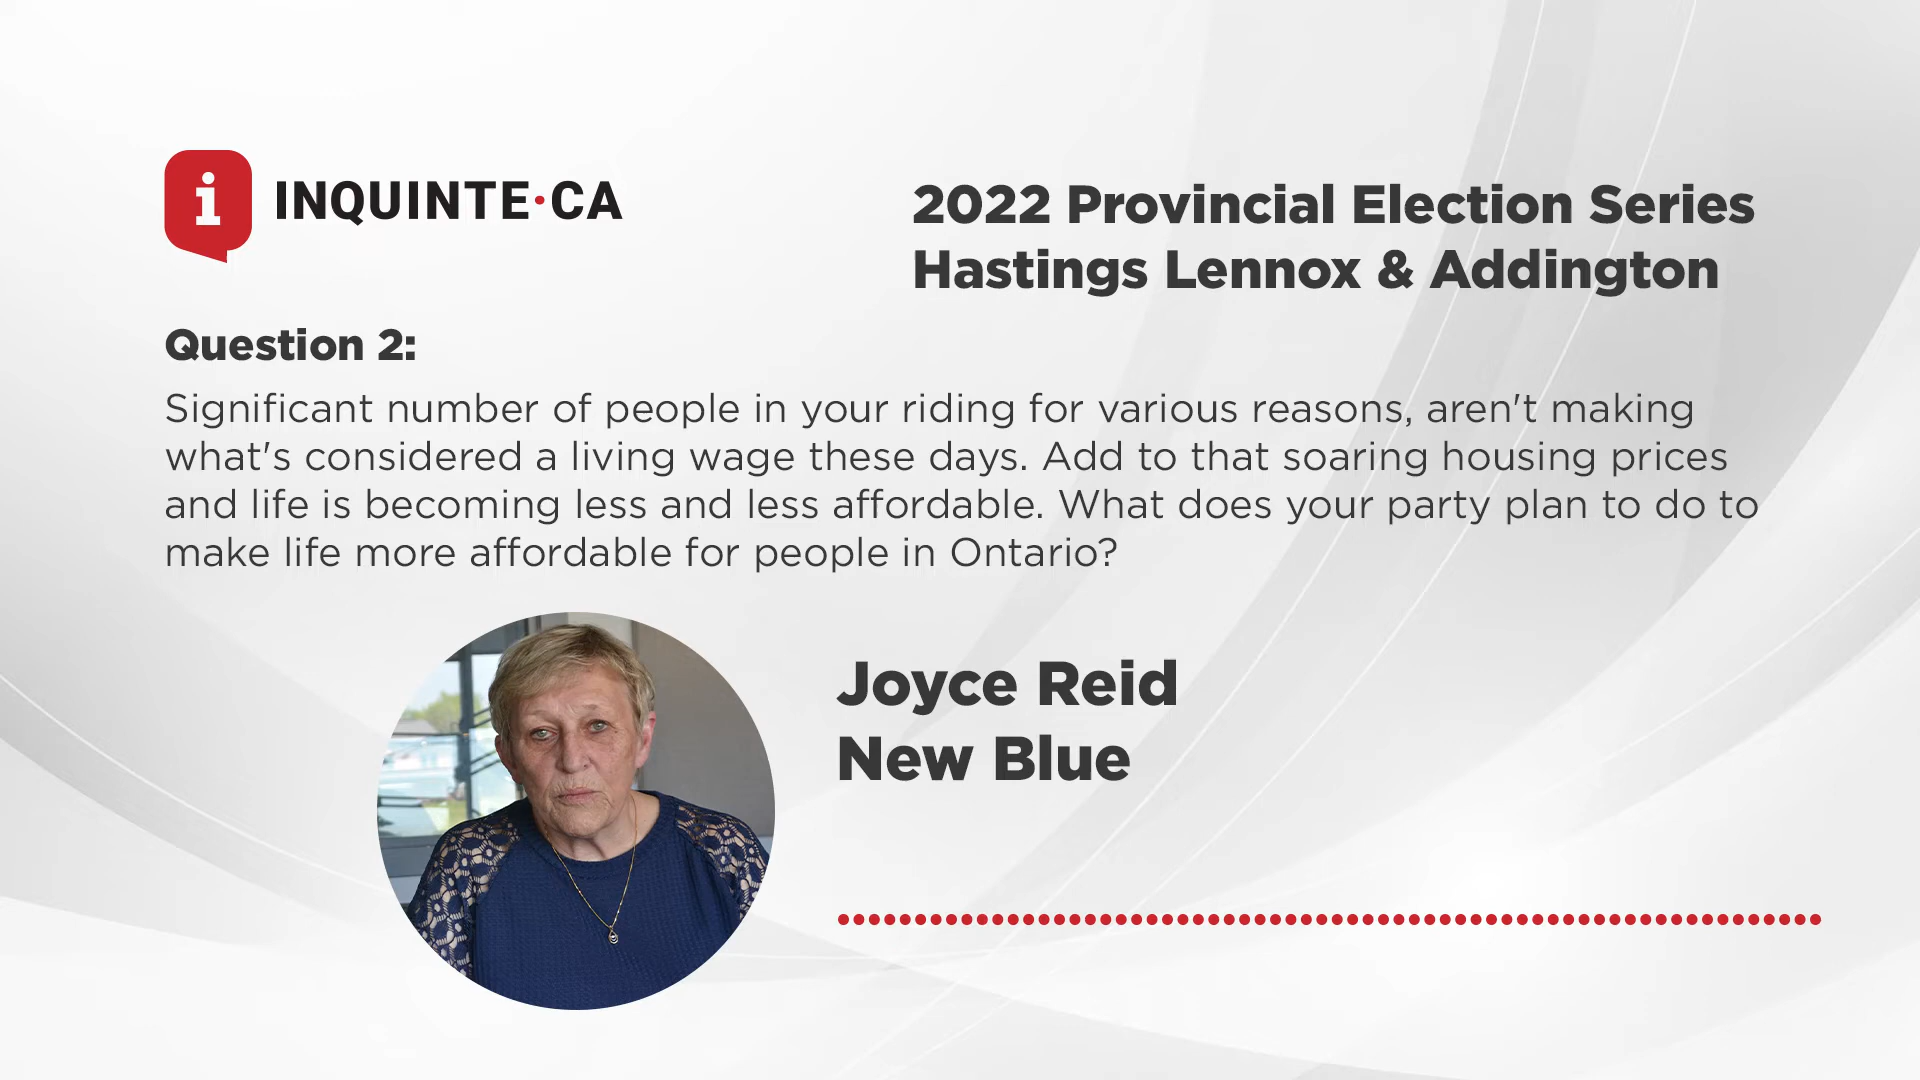 INQUINTE·CA
2022 Provincial Election Series
Hastings Lennox & Addington
Question 2:
Significant number of people in your riding for various reasons, aren't making
what's considered a living wage these days. Add to that soaring housing prices
and life is becoming less and less affordable. What does your party plan to do to
make life more affordable for people in Ontario?
Joyce Reid
New Blue